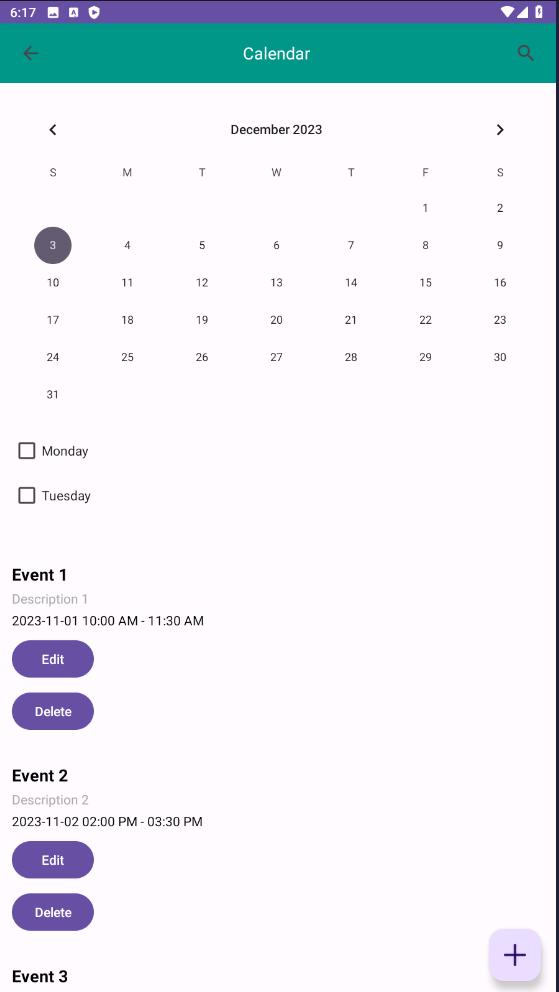 6:17
Calendar
December 2023
S M T W T F S
1 2
3 4 5 6 7 8 9
10 11 12 13 14 15 16
17 18 19 20 21 22 23
24 25 26 27 28 29 30
31
Monday
Tuesday
Event 1
Description 1
2023-11-01 10:00 AM - 11:30 AM
Edit
Delete
Event 2
Description 2
2023-11-02 02:00 PM - 03:30 PM
Edit
Delete
Event 3